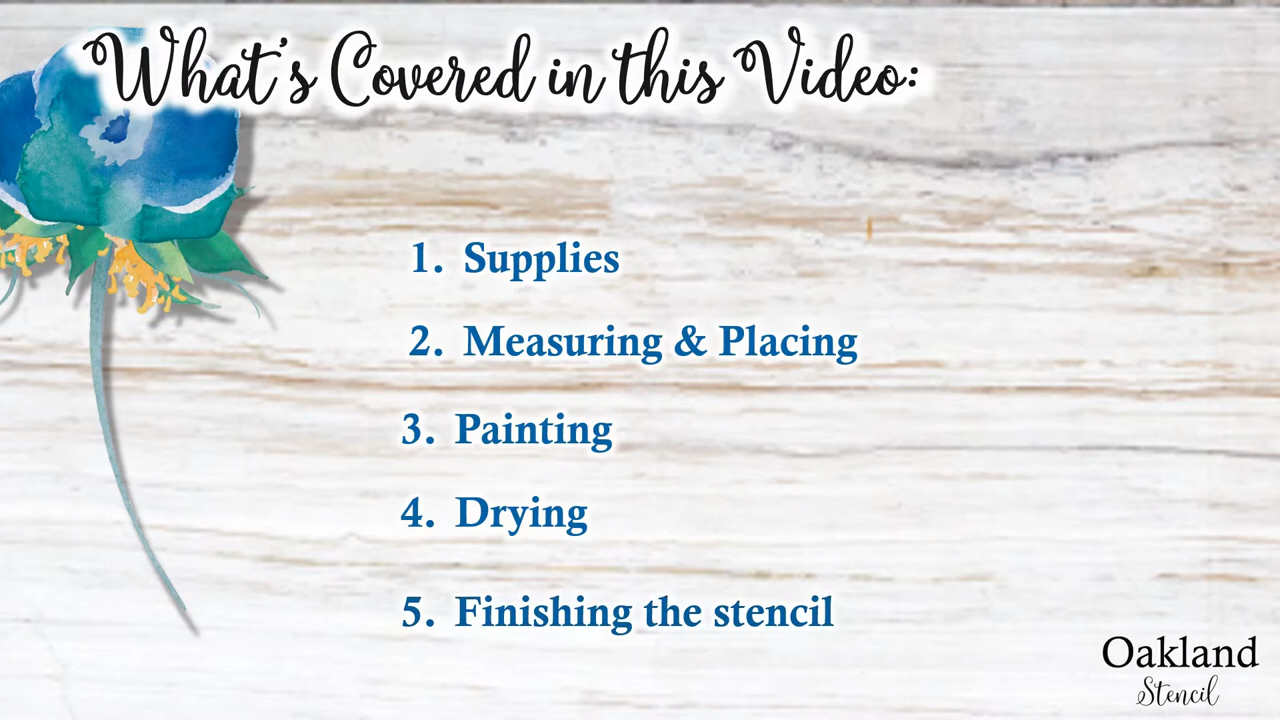 What's Covered in this Video:
1. Supplies
2. Measuring & Placing
3. Painting
4. Drying
5. Finishing the stencil
Oakland
Stencil